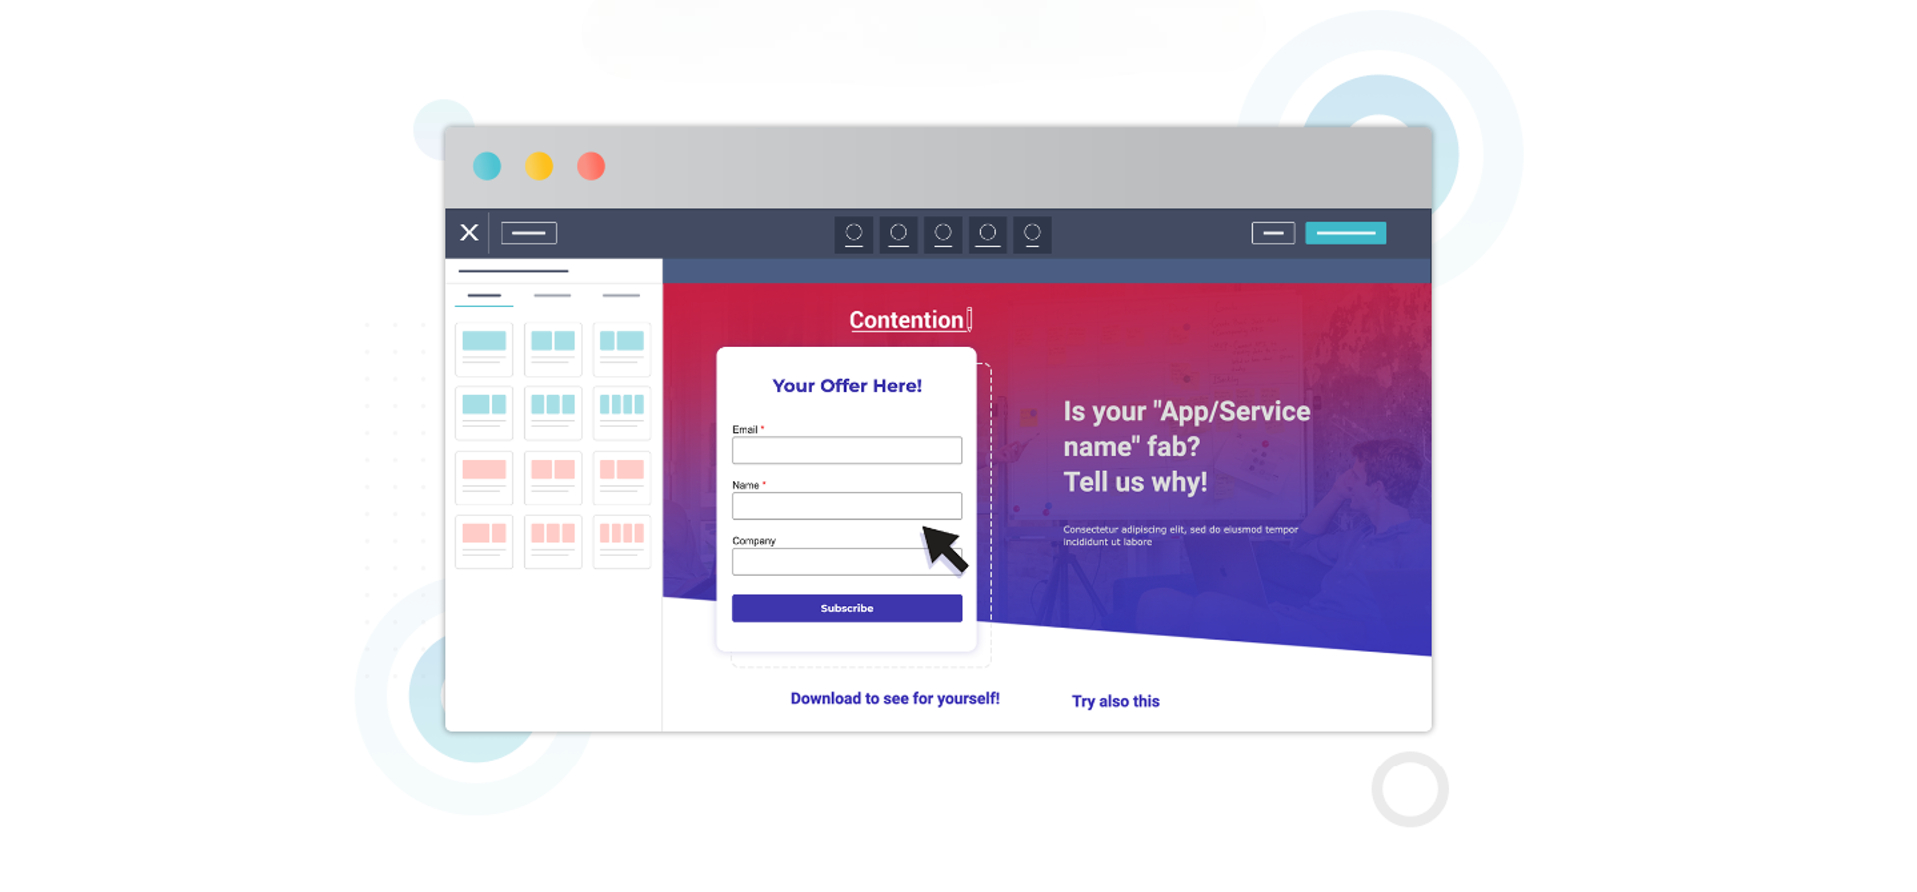 Contention
Your Offer Here!
Email *
Name *
Company
Subscribe
Is your "App/Service
name" fab?
Tell us why!
Consectetur adipiscing elit, sed do eiusmod tempor
incididunt ut labore
Download to see for yourself!
Try also this